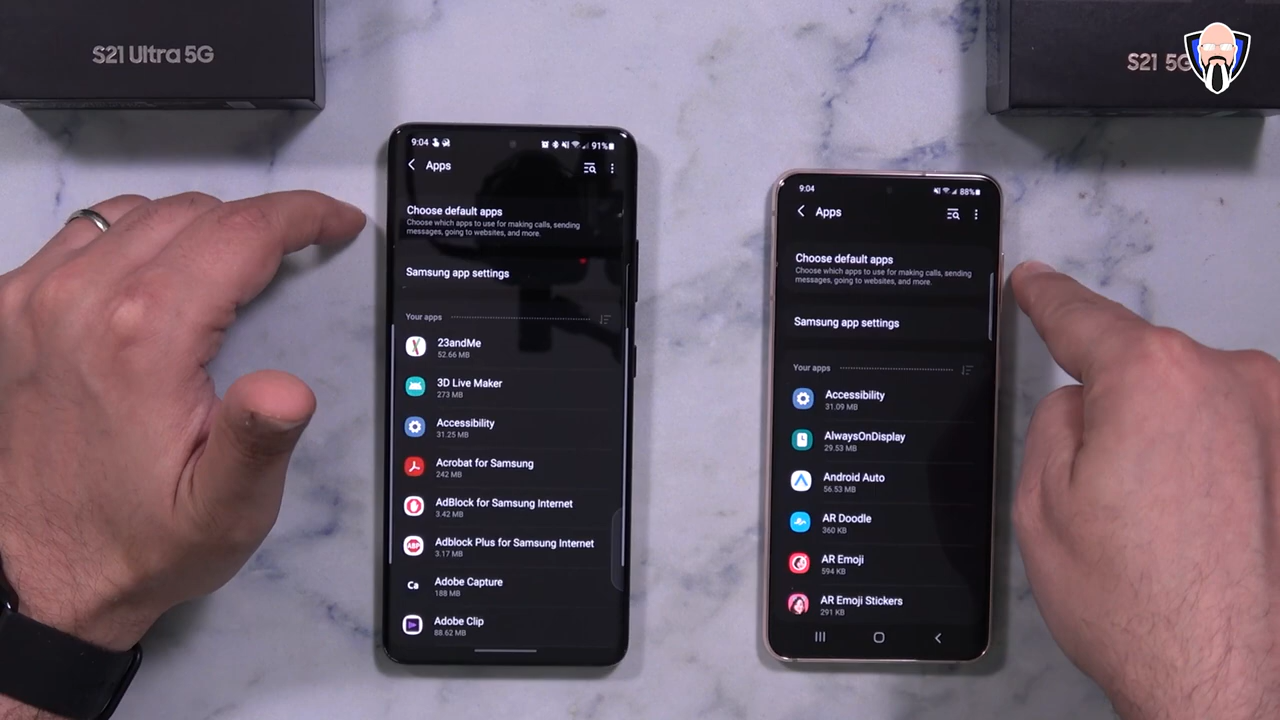 S21 Ultra 5G
S21 5G
9:04
91%
Apps
Choose default apps
Choose which apps to use for making calls, sending
messages, going to websites, and more.
Samsung app settings
Your apps
23andMe
52.66 MB
3D Live Maker
273 MB
Accessibility
31.25 MB
Acrobat for Samsung
242 MB
AdBlock for Samsung Internet
3.42 MB
ABP
Adblock Plus for Samsung Internet
3.17 MB
Ca
Adobe Capture
188 MB
Adobe Clip
88.62 MB
9:04
88%
Apps
Choose default apps
Choose which apps to use for making calls, sending
messages, going to websites, and more.
Samsung app settings
Your apps
Accessibility
31.09 MB
AlwaysOnDisplay
29.53 MB
Android Auto
56.53 MB
AR Doodle
360 KB
AR Emoji
594 KB
AR Emoji Stickers
291 KB